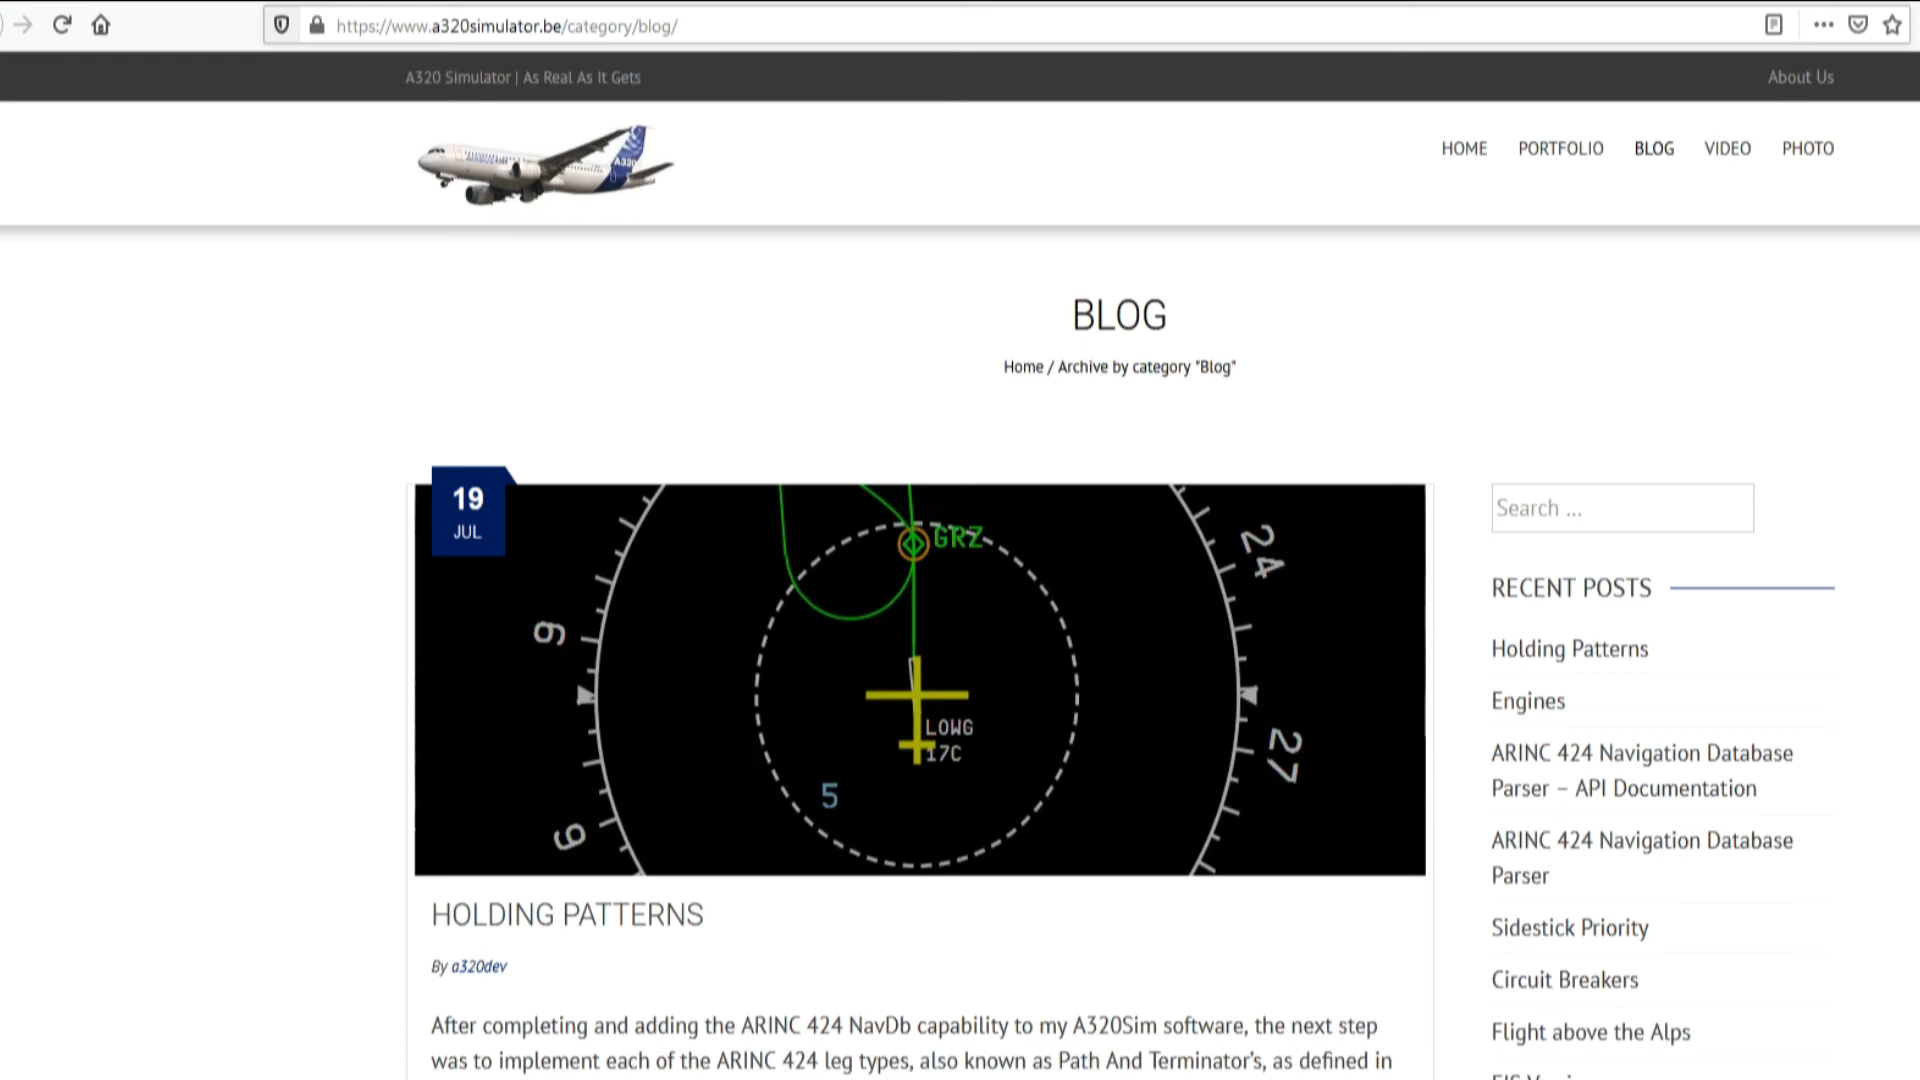 https://www.a320simulator.be/category/blog/
A320 Simulator | As Real As It Gets
About Us
A320
HOME PORTFOLIO BLOG VIDEO PHOTO
BLOG
Home / Archive by category "Blog"
19
JUL
GRZ
24
6
LOWG
17C
27
5
9
Search ...
RECENT POSTS
Holding Patterns
Engines
ARINC 424 Navigation Database
Parser – API Documentation
ARINC 424 Navigation Database
Parser
Sidestick Priority
Circuit Breakers
Flight above the Alps
HOLDING PATTERNS
By a320dev
After completing and adding the ARINC 424 NavDb capability to my A320Sim software, the next step
was to implement each of the ARINC 424 leg types, also known as Path And Terminator's, as defined in